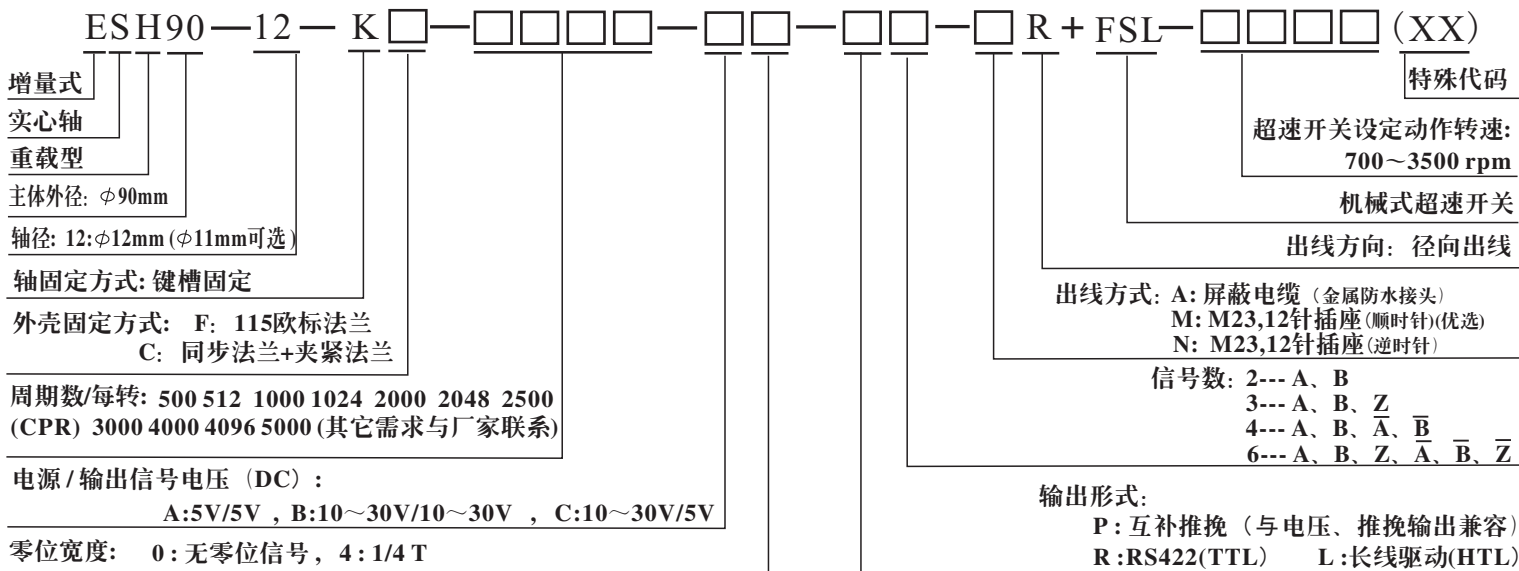 ESH90—12—K□—□□□□—□□—□□—□R+FSL—□□□□(XX)
增量式
实心轴
重载型
主体外径: φ90mm
轴径: 12:φ12mm(φ11mm可选)
轴固定方式: 键槽固定
外壳固定方式: F: 115欧标法兰
C: 同步法兰+夹紧法兰
周期数/每转: 500 512 1000 1024 2000 2048 2500
(CPR) 3000 4000 4096 5000 (其它需求与厂家联系)
电源/输出信号电压（DC）:
A:5V/5V , B:10～30V/10～30V , C:10～30V/5V
零位宽度: 0:无零位信号, 4:1/4 T
特殊代码
超速开关设定动作转速:
700～3500 rpm
机械式超速开关
出线方向: 径向出线
出线方式: A: 屏蔽电缆（金属防水接头）
M: M23,12针插座(顺时针)(优选)
N: M23,12针插座(逆时针)
信号数: 2--- A、B
3--- A、B、Z
4--- A、B、A̅、B̅
6--- A、B、Z、A̅、B̅、Z̅
输出形式:
P:互补推挽（与电压、推挽输出兼容）
R:RS422(TTL) L:长线驱动(HTL)